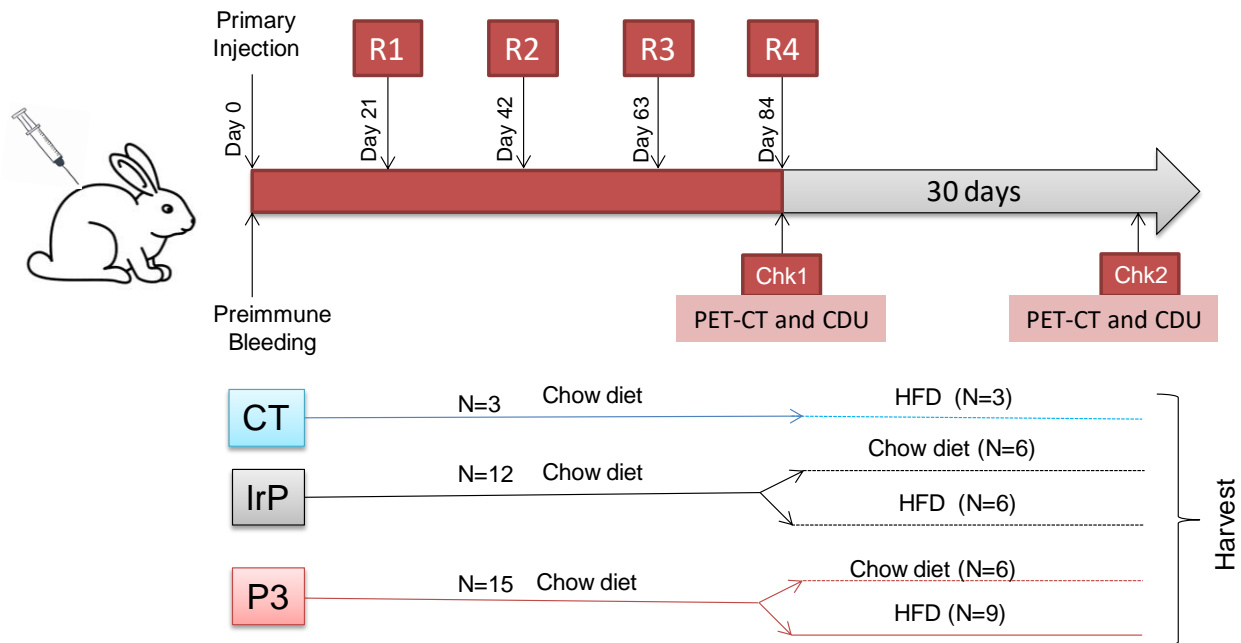 Primary
Injection
R1
R2
R3
R4
Day 0
Day 21
Day 42
Day 63
Day 84
30 days
Preimmune
Bleeding
Chk1
Chk2
PET-CT and CDU
PET-CT and CDU
CT
N=3
Chow diet
HFD (N=3)
IrP
N=12
Chow diet
Chow diet (N=6)
HFD (N=6)
P3
N=15
Chow diet
Chow diet (N=6)
HFD (N=9)
Harvest